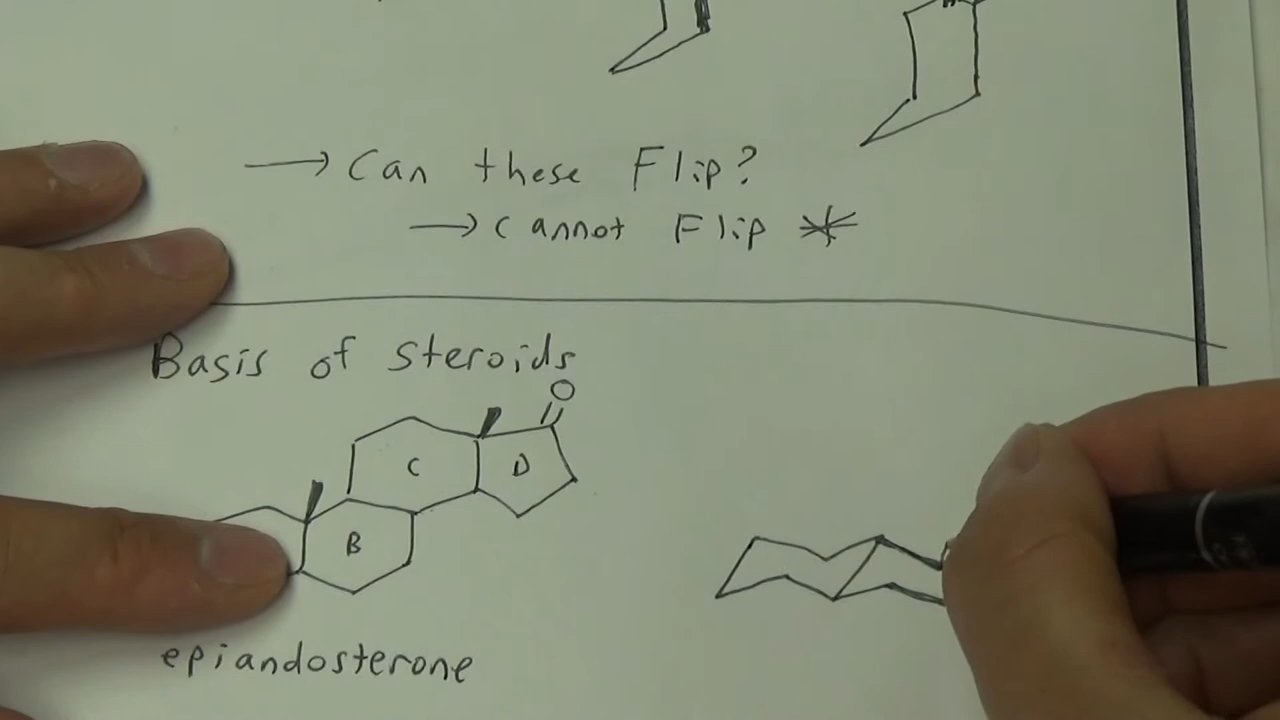 → Can these Flip?
→ Cannot Flip *
Basis of steroids
O
C D
B
epiandosterone